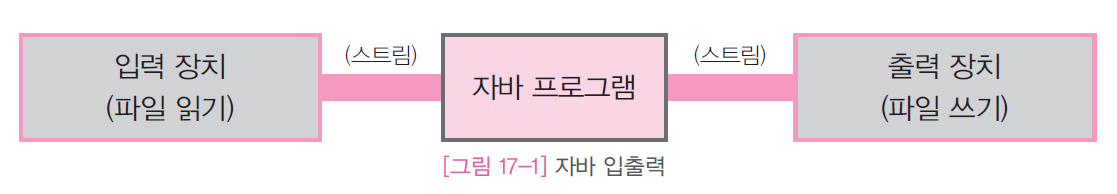 입력 장치
(파일 읽기)
(스트림)
자바 프로그램
(스트림)
출력 장치
(파일 쓰기)
[그림 17-1] 자바 입출력